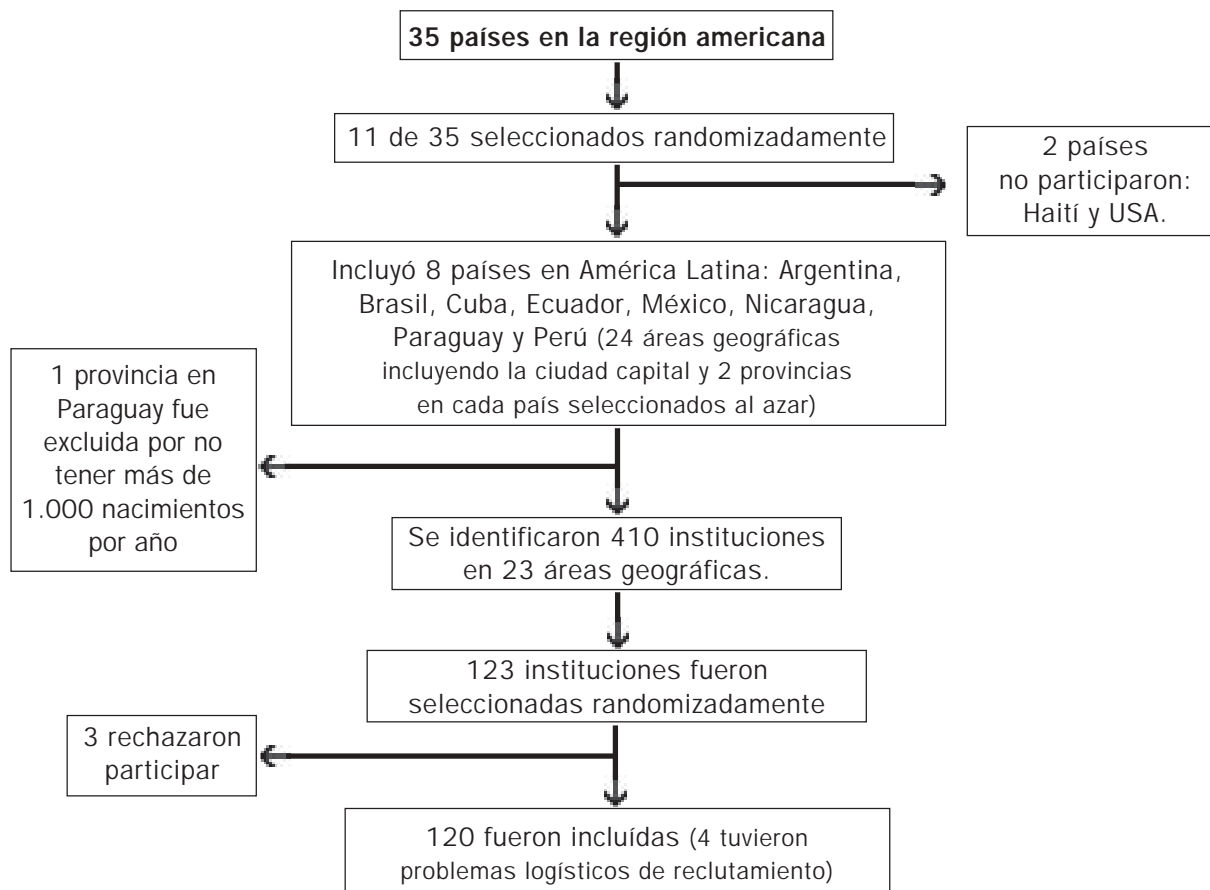 35 países en la región americana
11 de 35 seleccionados randomizadamente
2 países
no participaron:
Haití y USA.
Incluyó 8 países en América Latina: Argentina,
Brasil, Cuba, Ecuador, México, Nicaragua,
Paraguay y Perú (24 áreas geográficas
incluyendo la ciudad capital y 2 provincias
en cada país seleccionados al azar)
1 provincia en
Paraguay fue
excluida por no
tener más de
1.000 nacimientos
por año
Se identificaron 410 instituciones
en 23 áreas geográficas.
123 instituciones fueron
seleccionadas randomizadamente
3 rechazaron
participar
120 fueron incluídas (4 tuvieron
problemas logísticos de reclutamiento)